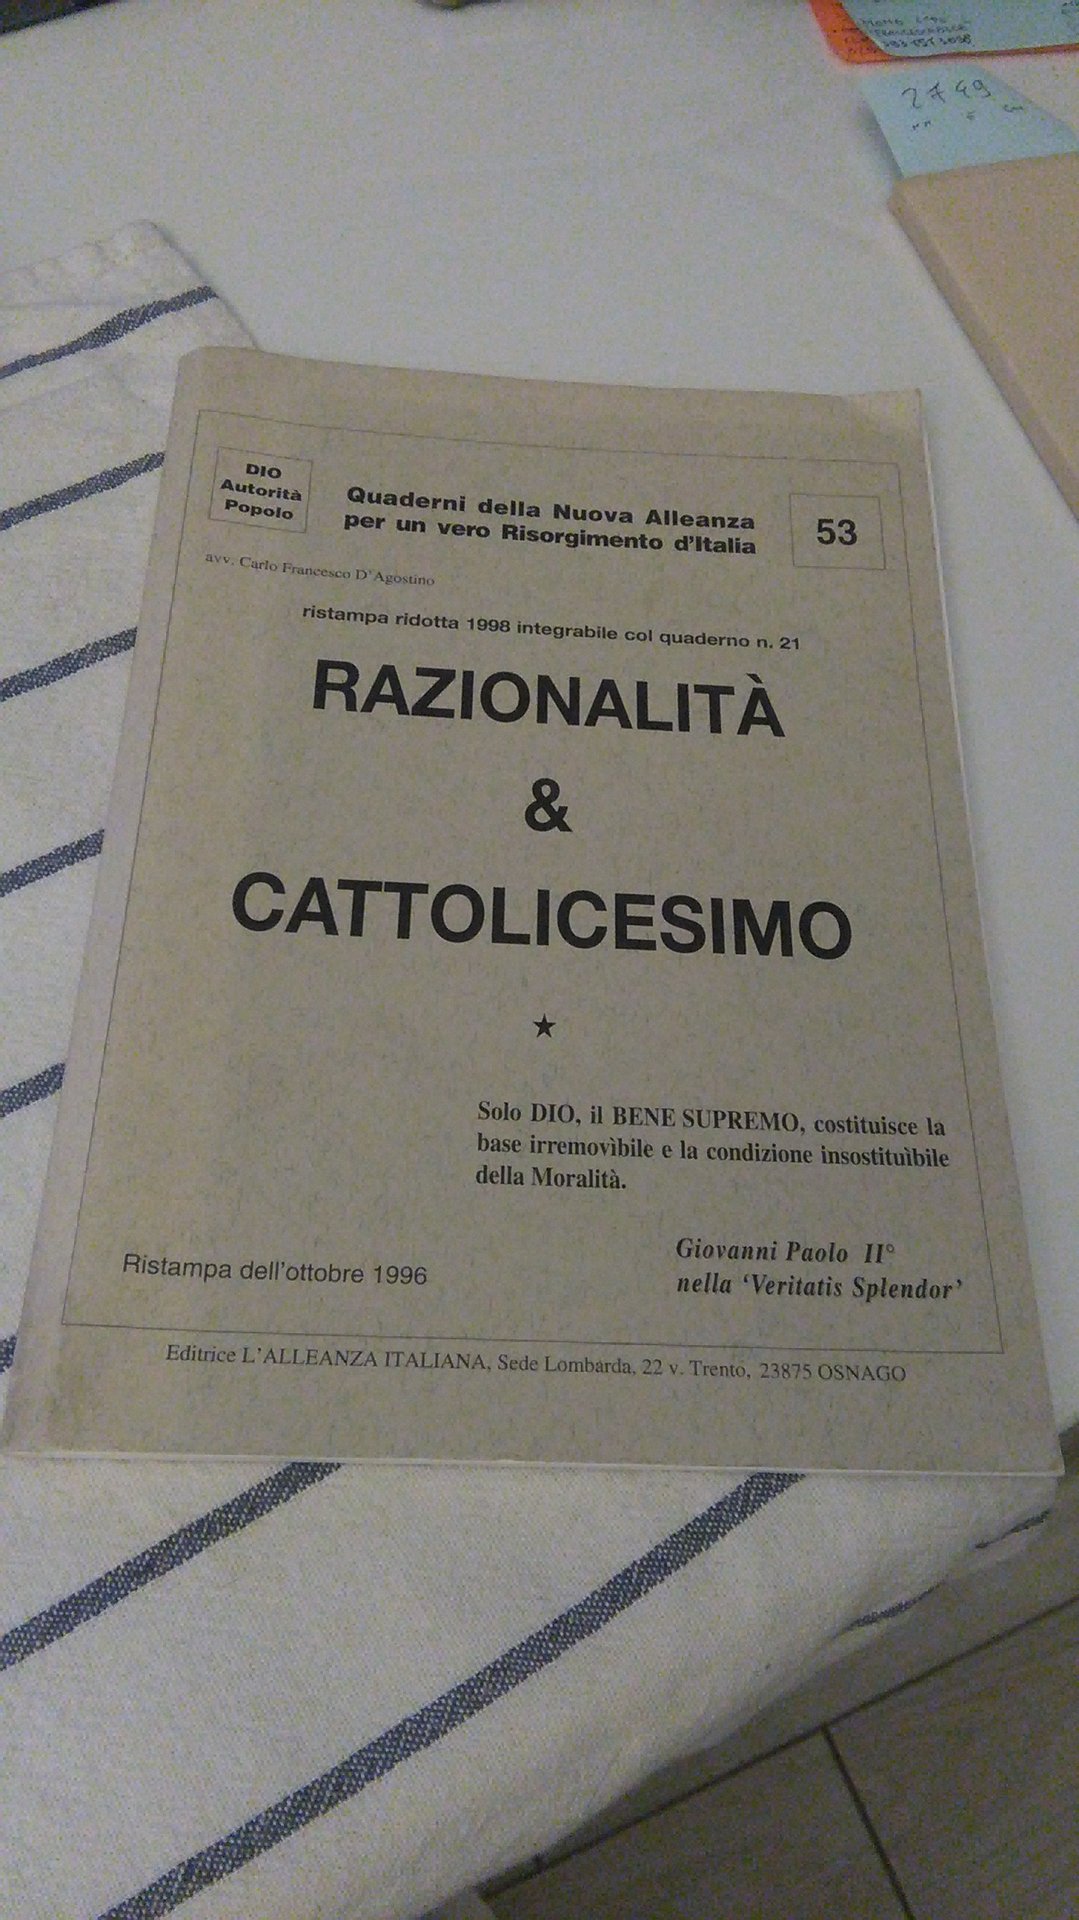 2749
DIO
Autorità
Popolo
Quaderni della Nuova Alleanza
per un vero Risorgimento d'Italia
53
avv. Carlo Francesco D'Agostino
ristampa ridotta 1998 integrabile col quaderno n. 21
RAZIONALITÀ
&
CATTOLICESIMO
★
Solo DIO, il BENE SUPREMO, costituisce la
base irremovìbile e la condizione insostituìbile
della Moralità.
Giovanni Paolo II°
nella 'Veritatis Splendor'
Ristampa dell'ottobre 1996
Editrice L'ALLEANZA ITALIANA, Sede Lombarda, 22 v. Trento, 23875 OSNAGO